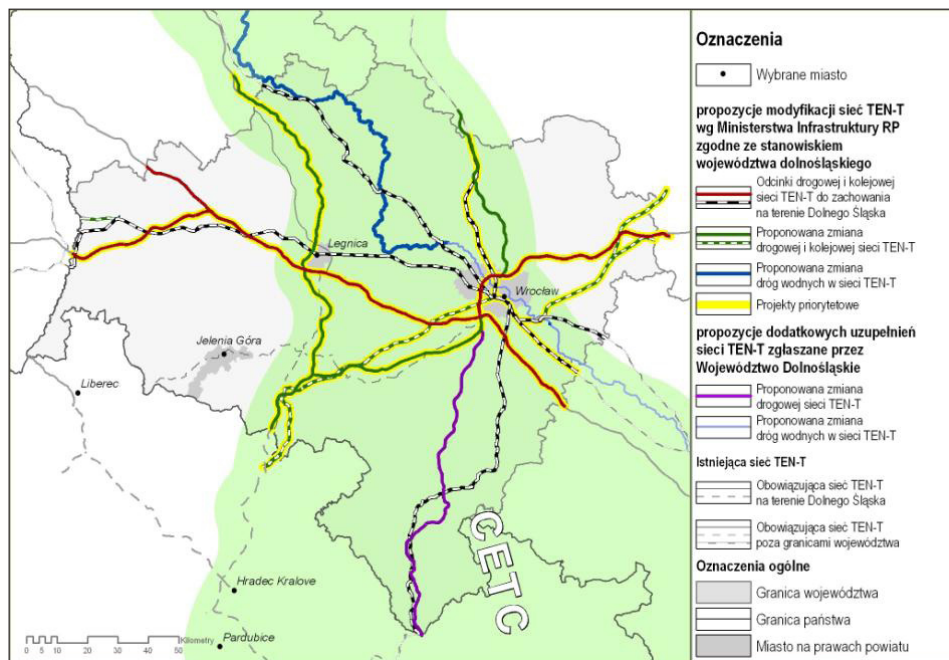 Legnica
Wrocław
Jelenia Góra
Liberec
CETC
Hradec Kralove
Pardubice
Kilometry
0 5 10 20 30 40 50
Oznaczenia
Wybrane miasto
propozycje modyfikacji sieć TEN-T
wg Ministerstwa Infrastruktury RP
zgodne ze stanowiskiem
województwa dolnośląskiego
Odcinki drogowej i kolejowej
sieci TEN-T do zachowania
na terenie Dolnego Śląska
Proponowana zmiana
drogowej i kolejowej sieci TEN-T
Proponowana zmiana
dróg wodnych w sieci TEN-T
Projekty priorytetowe
propozycje dodatkowych uzupełnień
sieci TEN-T zgłaszane przez
Województwo Dolnośląskie
Proponowana zmiana
drogowej sieci TEN-T
Proponowana zmiana
dróg wodnych w sieci TEN-T
Istniejąca sieć TEN-T
Obowiązująca sieć TEN-T
na terenie Dolnego Śląska
Obowiązująca sieć TEN-T
poza granicami województwa
Oznaczenia ogólne
Granica województwa
Granica państwa
Miasto na prawach powiatu